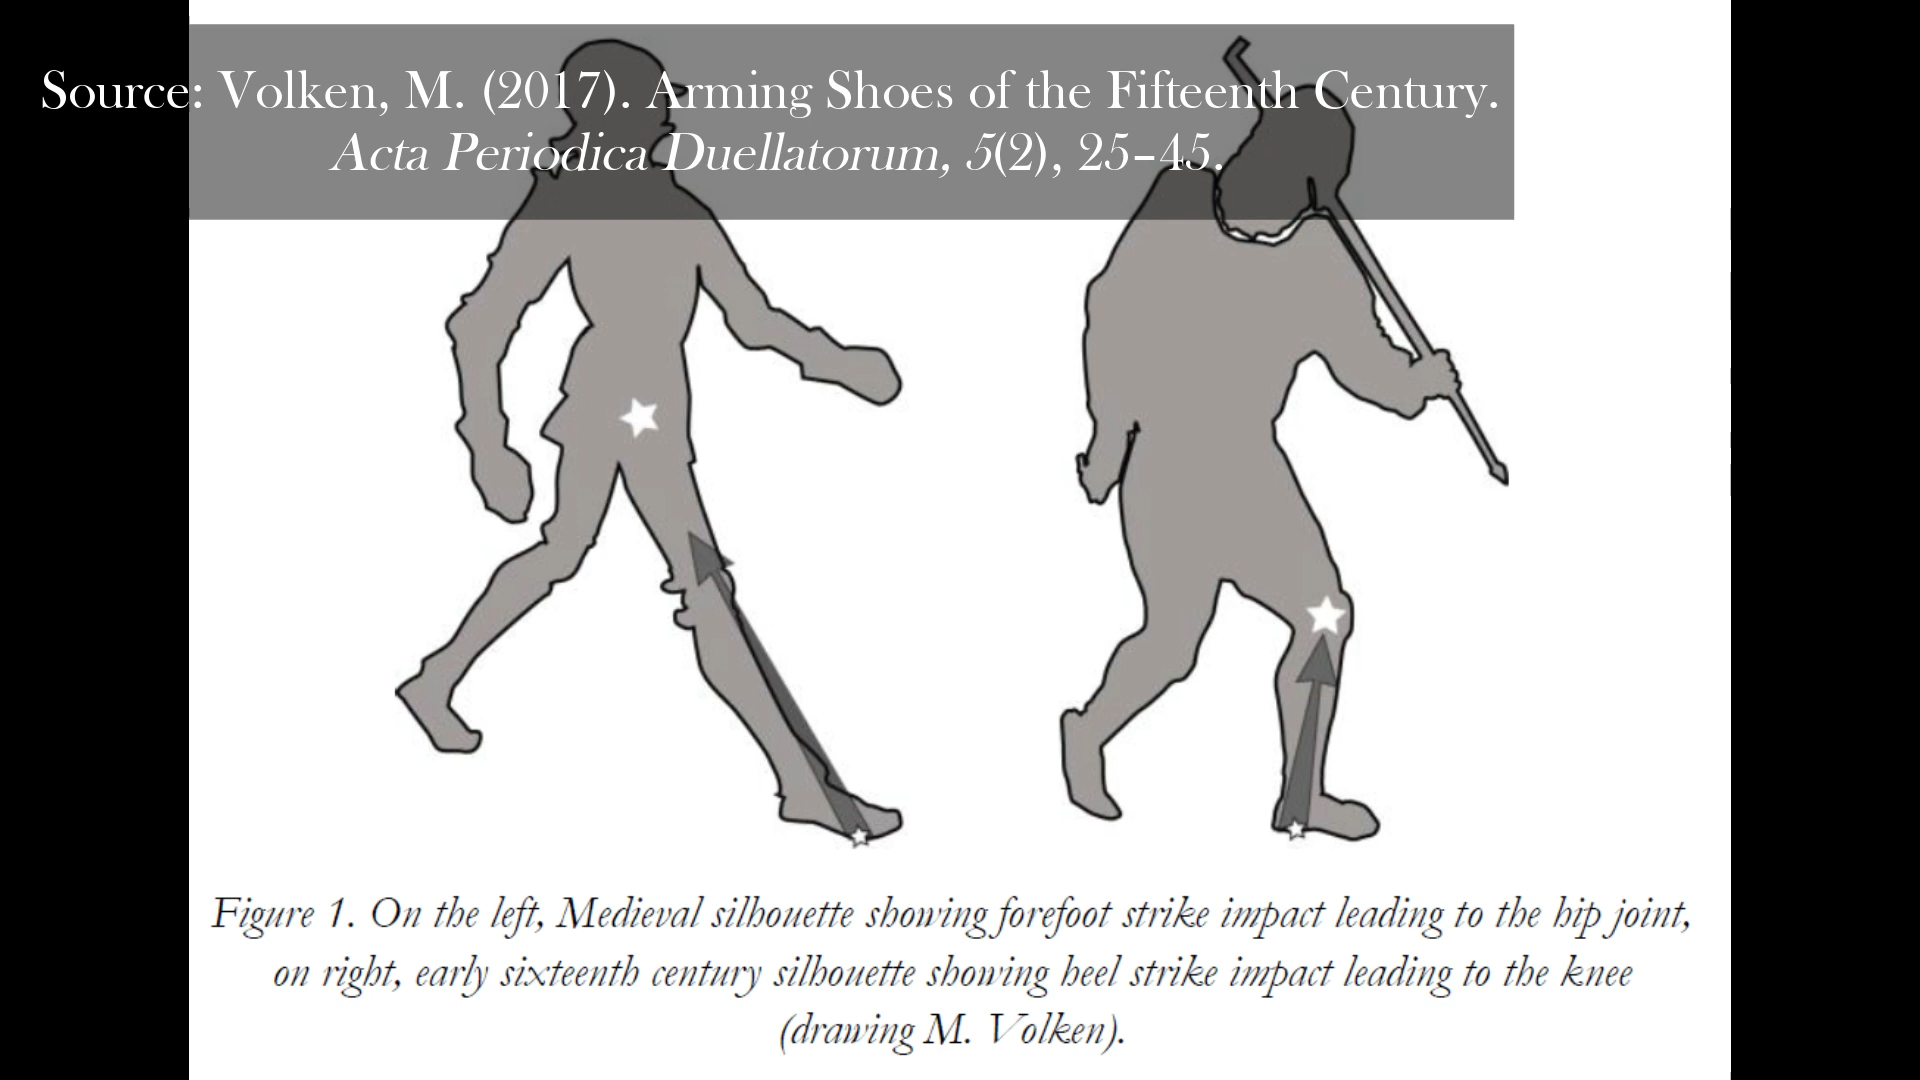 Source: Volken, M. (2017). Arming Shoes of the Fifteenth Century.
Acta Periodica Duellatorum, 5(2), 25–45.
Figure 1. On the left, Medieval silhouette showing forefoot strike impact leading to the hip joint,
on right, early sixteenth century silhouette showing heel strike impact leading to the knee
(drawing M. Volken).